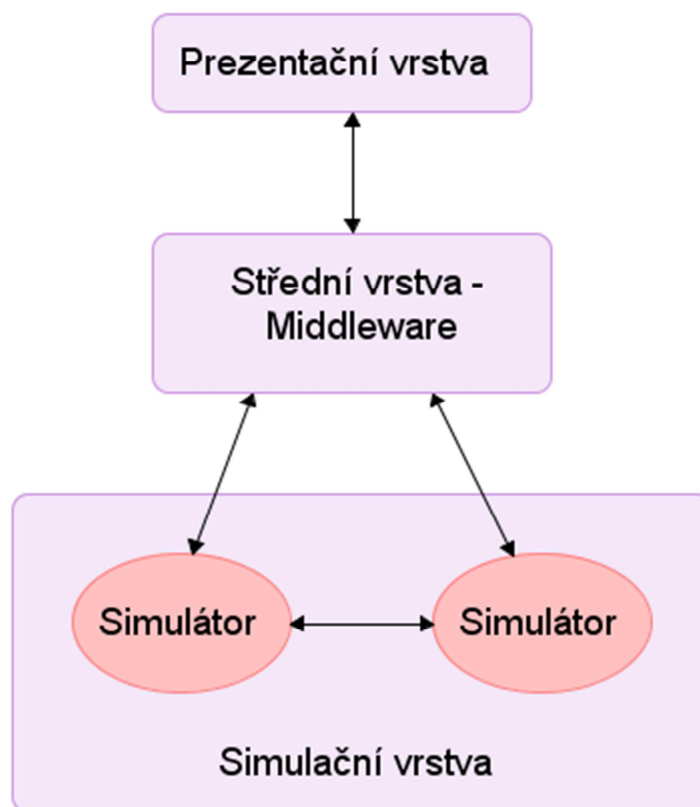 Prezentační vrstva
Střední vrstva -
Middleware
Simulátor
Simulátor
Simulační vrstva